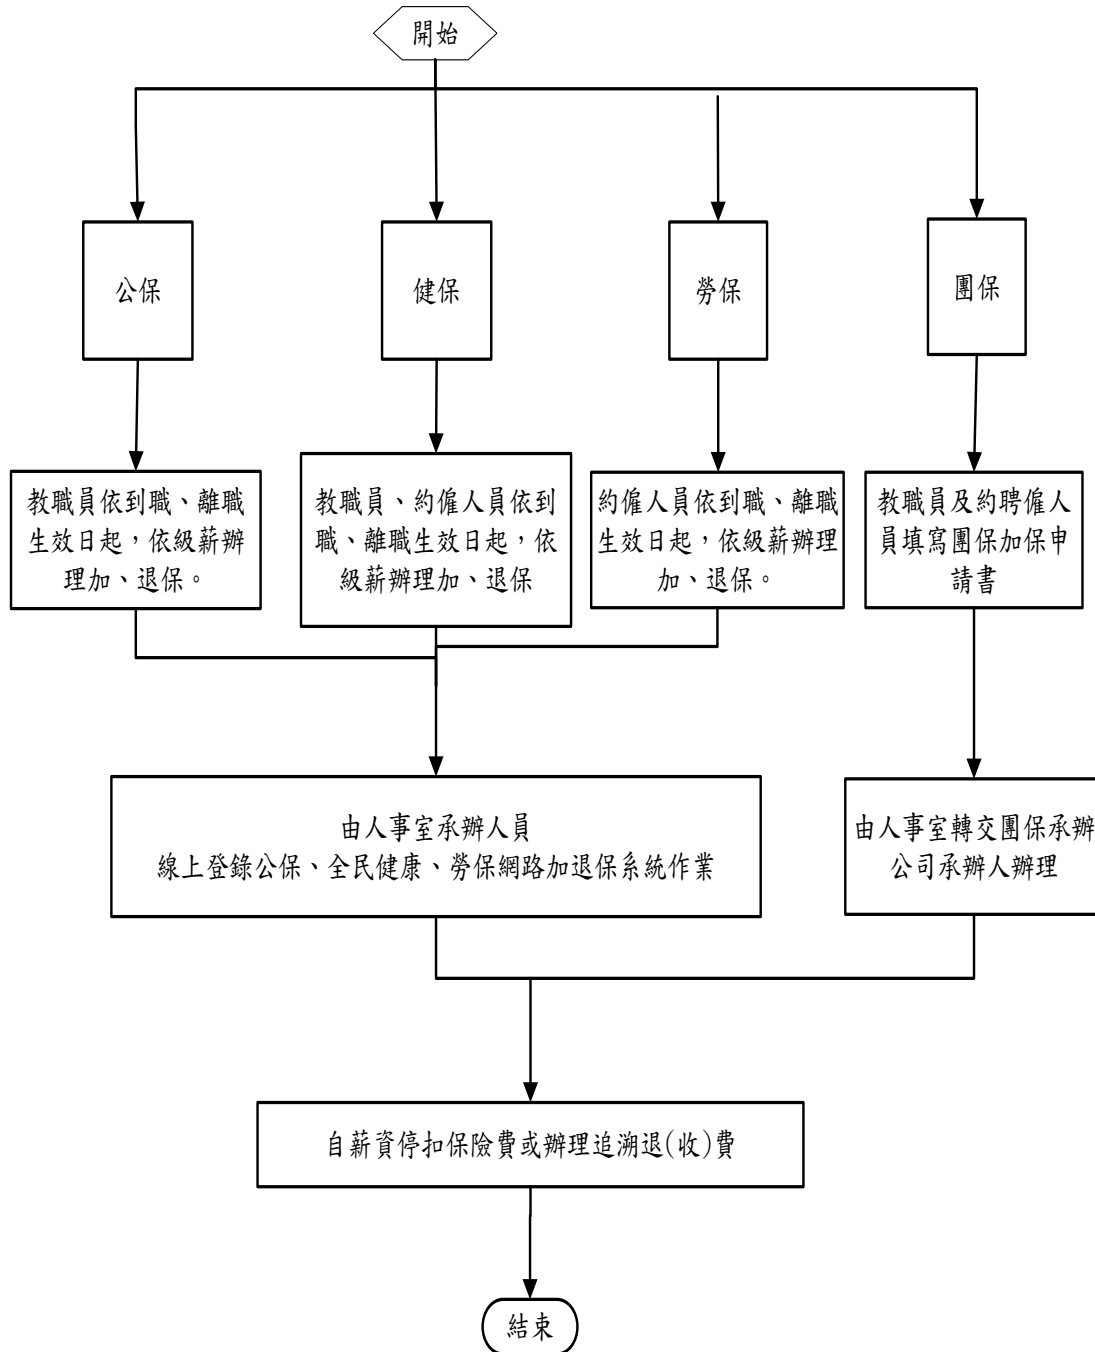 開始
公保
健保
勞保
團保
教職員依到職、離職
生效日起，依級薪辦
理加、退保。
教職員、約僱人員依到
職、離職生效日起，依
級薪辦理加、退保
約僱人員依到職、離職
生效日起，依級薪辦理
加、退保。
教職員及約聘僱人
員填寫團保加保申
請書
由人事室承辦人員
線上登錄公保、全民健康、勞保網路加退保系統作業
由人事室轉交團保承辦
公司承辦人辦理
自薪資停扣保險費或辦理追溯退(收)費
結束